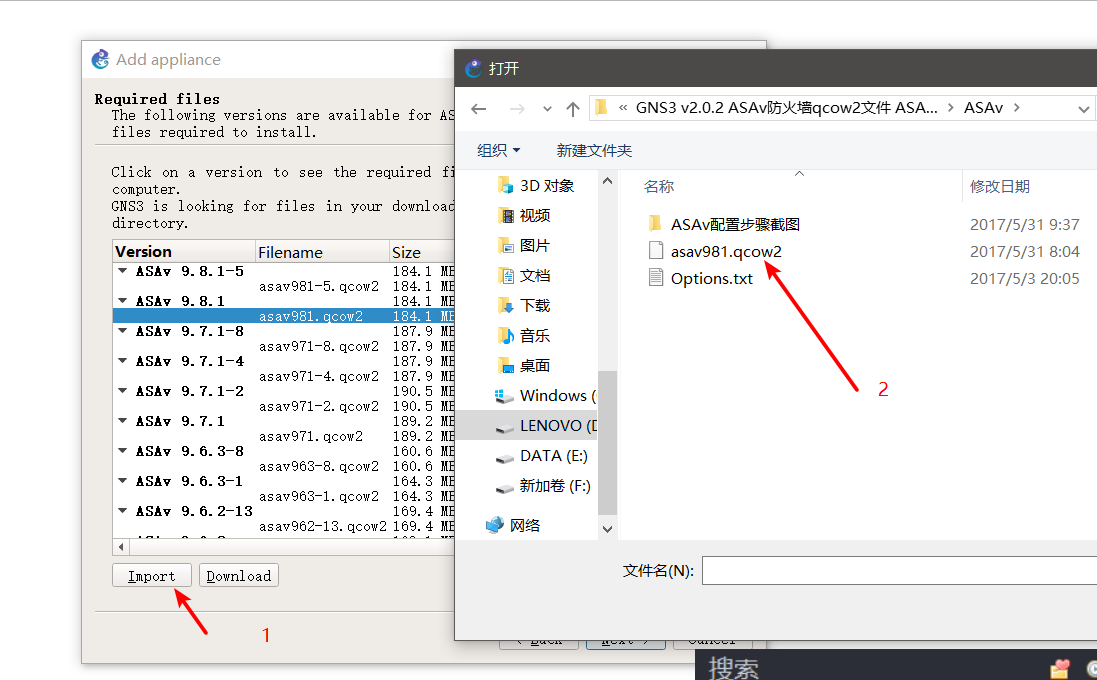 Add appliance
Required files
The following versions are available for AS
files required to install.
Click on a version to see the required fi
computer.
GNS3 is looking for files in your download
directory.
Version Filename Size
ASAv 9.8.1-5 184.1 MB
asav981-5.qcow2 184.1 MB
ASAv 9.8.1 184.1 MB
asav981.qcow2 184.1 MB
ASAv 9.7.1-8 187.9 MB
asav971-8.qcow2 187.9 MB
ASAv 9.7.1-4 187.9 MB
asav971-4.qcow2 187.9 MB
ASAv 9.7.1-2 190.5 MB
asav971-2.qcow2 190.5 MB
ASAv 9.7.1 189.2 MB
asav971.qcow2 189.2 MB
ASAv 9.6.3-8 160.6 MB
asav963-8.qcow2 160.6 MB
ASAv 9.6.3-1 164.3 MB
asav963-1.qcow2 164.3 MB
ASAv 9.6.2-13 169.4 MB
asav962-13.qcow2 169.4 MB
Import Download
1
打开
« GNS3 v2.0.2 ASAv防火墙qcow2文件 ASA... > ASAv >
组织 新建文件夹
3D 对象
视频
图片
文档
下载
音乐
桌面
Windows (
LENOVO (D
DATA (E:)
新加卷 (F:)
网络
名称 修改日期
ASAv配置步骤截图 2017/5/31 9:37
asav981.qcow2 2017/5/31 8:04
Options.txt 2017/5/3 20:05
2
文件名(N):
< Back Next > Cancel
搜索